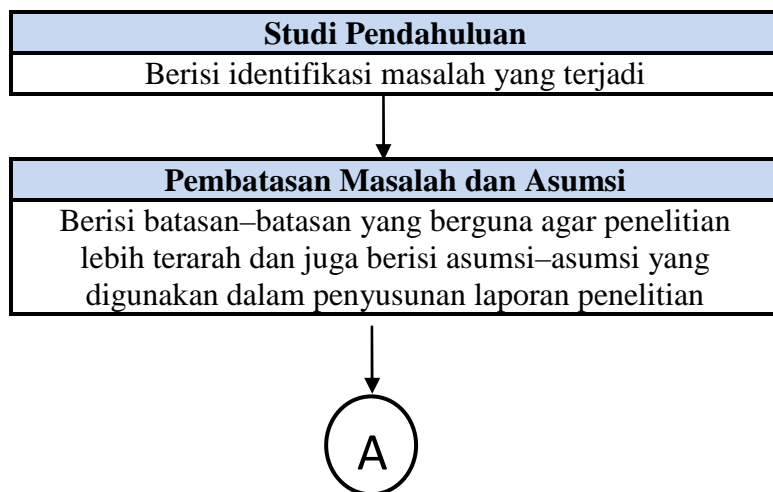 Studi Pendahuluan
Berisi identifikasi masalah yang terjadi
Pembatasan Masalah dan Asumsi
Berisi batasan–batasan yang berguna agar penelitian
lebih terarah dan juga berisi asumsi–asumsi yang
digunakan dalam penyusunan laporan penelitian
A